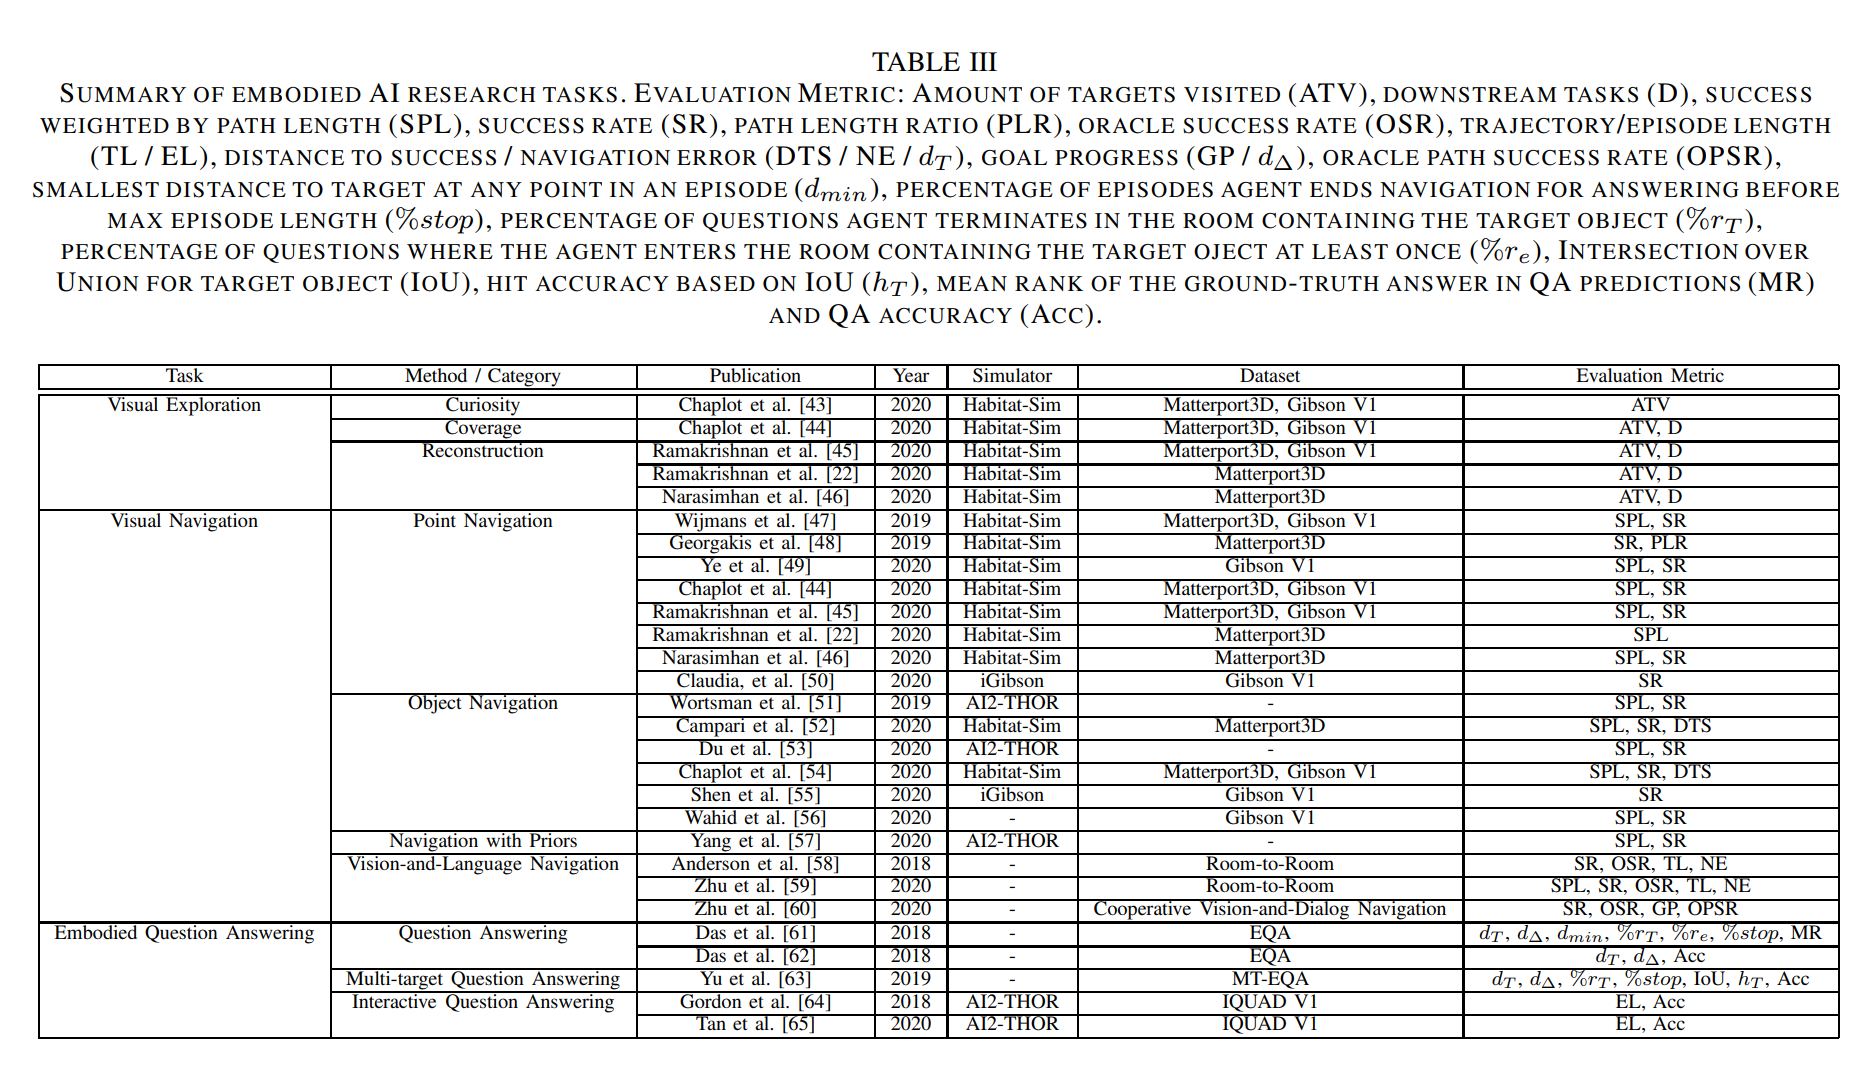 TABLE III
SUMMARY OF EMBODIED AI RESEARCH TASKS. EVALUATION METRIC: AMOUNT OF TARGETS VISITED (ATV), DOWNSTREAM TASKS (D), SUCCESS
WEIGHTED BY PATH LENGTH (SPL), SUCCESS RATE (SR), PATH LENGTH RATIO (PLR), ORACLE SUCCESS RATE (OSR), TRAJECTORY/EPISODE LENGTH
(TL / EL), DISTANCE TO SUCCESS / NAVIGATION ERROR (DTS / NE / d_T), GOAL PROGRESS (GP / d_Δ), ORACLE PATH SUCCESS RATE (OPSR),
SMALLEST DISTANCE TO TARGET AT ANY POINT IN AN EPISODE (d_min), PERCENTAGE OF EPISODES AGENT ENDS NAVIGATION FOR ANSWERING BEFORE
MAX EPISODE LENGTH (%stop), PERCENTAGE OF QUESTIONS AGENT TERMINATES IN THE ROOM CONTAINING THE TARGET OBJECT (%r_T),
PERCENTAGE OF QUESTIONS WHERE THE AGENT ENTERS THE ROOM CONTAINING THE TARGET OJECT AT LEAST ONCE (%r_e), INTERSECTION OVER
UNION FOR TARGET OBJECT (IOU), HIT ACCURACY BASED ON IOU (h_T), MEAN RANK OF THE GROUND-TRUTH ANSWER IN QA PREDICTIONS (MR)
AND QA ACCURACY (ACC).
Task Method / Category Publication Year Simulator Dataset Evaluation Metric
Visual Exploration Curiosity Chaplot et al. [43] 2020 Habitat-Sim Matterport3D, Gibson V1 ATV
Coverage Chaplot et al. [44] 2020 Habitat-Sim Matterport3D, Gibson V1 ATV, D
Reconstruction Ramakrishnan et al. [45] 2020 Habitat-Sim Matterport3D, Gibson V1 ATV, D
Ramakrishnan et al. [22] 2020 Habitat-Sim Matterport3D ATV, D
Narasimhan et al. [46] 2020 Habitat-Sim Matterport3D ATV, D
Visual Navigation Point Navigation Wijmans et al. [47] 2019 Habitat-Sim Matterport3D, Gibson V1 SPL, SR
Georgakis et al. [48] 2019 Habitat-Sim Matterport3D SR, PLR
Ye et al. [49] 2020 Habitat-Sim Gibson V1 SPL, SR
Chaplot et al. [44] 2020 Habitat-Sim Matterport3D, Gibson V1 SPL, SR
Ramakrishnan et al. [45] 2020 Habitat-Sim Matterport3D, Gibson V1 SPL, SR
Ramakrishnan et al. [22] 2020 Habitat-Sim Matterport3D SPL
Narasimhan et al. [46] 2020 Habitat-Sim Matterport3D SPL, SR
Claudia, et al. [50] 2020 iGibson Gibson V1 SR
Object Navigation Wortsman et al. [51] 2019 AI2-THOR - SPL, SR
Campari et al. [52] 2020 Habitat-Sim Matterport3D SPL, SR, DTS
Du et al. [53] 2020 AI2-THOR - SPL, SR
Chaplot et al. [54] 2020 Habitat-Sim Matterport3D, Gibson V1 SPL, SR, DTS
Shen et al. [55] 2020 iGibson Gibson V1 SR
Wahid et al. [56] 2020 - Gibson V1 SPL, SR
Navigation with Priors Yang et al. [57] 2020 AI2-THOR - SPL, SR
Vision-and-Language Navigation Anderson et al. [58] 2018 - Room-to-Room SR, OSR, TL, NE
Zhu et al. [59] 2020 - Room-to-Room SPL, SR, OSR, TL, NE
Zhu et al. [60] 2020 - Cooperative Vision-and-Dialog Navigation SR, OSR, GP, OPSR
Embodied Question Answering Question Answering Das et al. [61] 2018 - EQA d_T, d_Δ, d_min, %r_T, %r_e, %stop, MR
Das et al. [62] 2018 - EQA d_T, d_Δ, Acc
Multi-target Question Answering Yu et al. [63] 2019 - MT-EQA d_T, d_Δ, %r_T, %stop, IoU, h_T, Acc
Interactive Question Answering Gordon et al. [64] 2018 AI2-THOR IQUAD V1 EL, Acc
Tan et al. [65] 2020 AI2-THOR IQUAD V1 EL, Acc